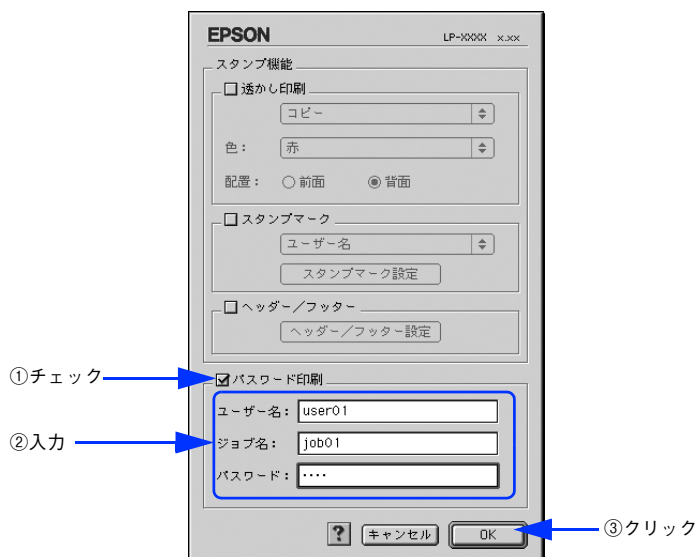 EPSON LP-XXXX x.xx
スタンプ機能
透かし印刷
コピー
色： 赤
配置： 前面 背面
スタンプマーク
ユーザー名
スタンプマーク設定
ヘッダー／フッター
ヘッダー／フッター設定
①チェック
パスワード印刷
ユーザー名： user01
②入力
ジョブ名： job01
パスワード： ····
? キャンセル OK
③クリック